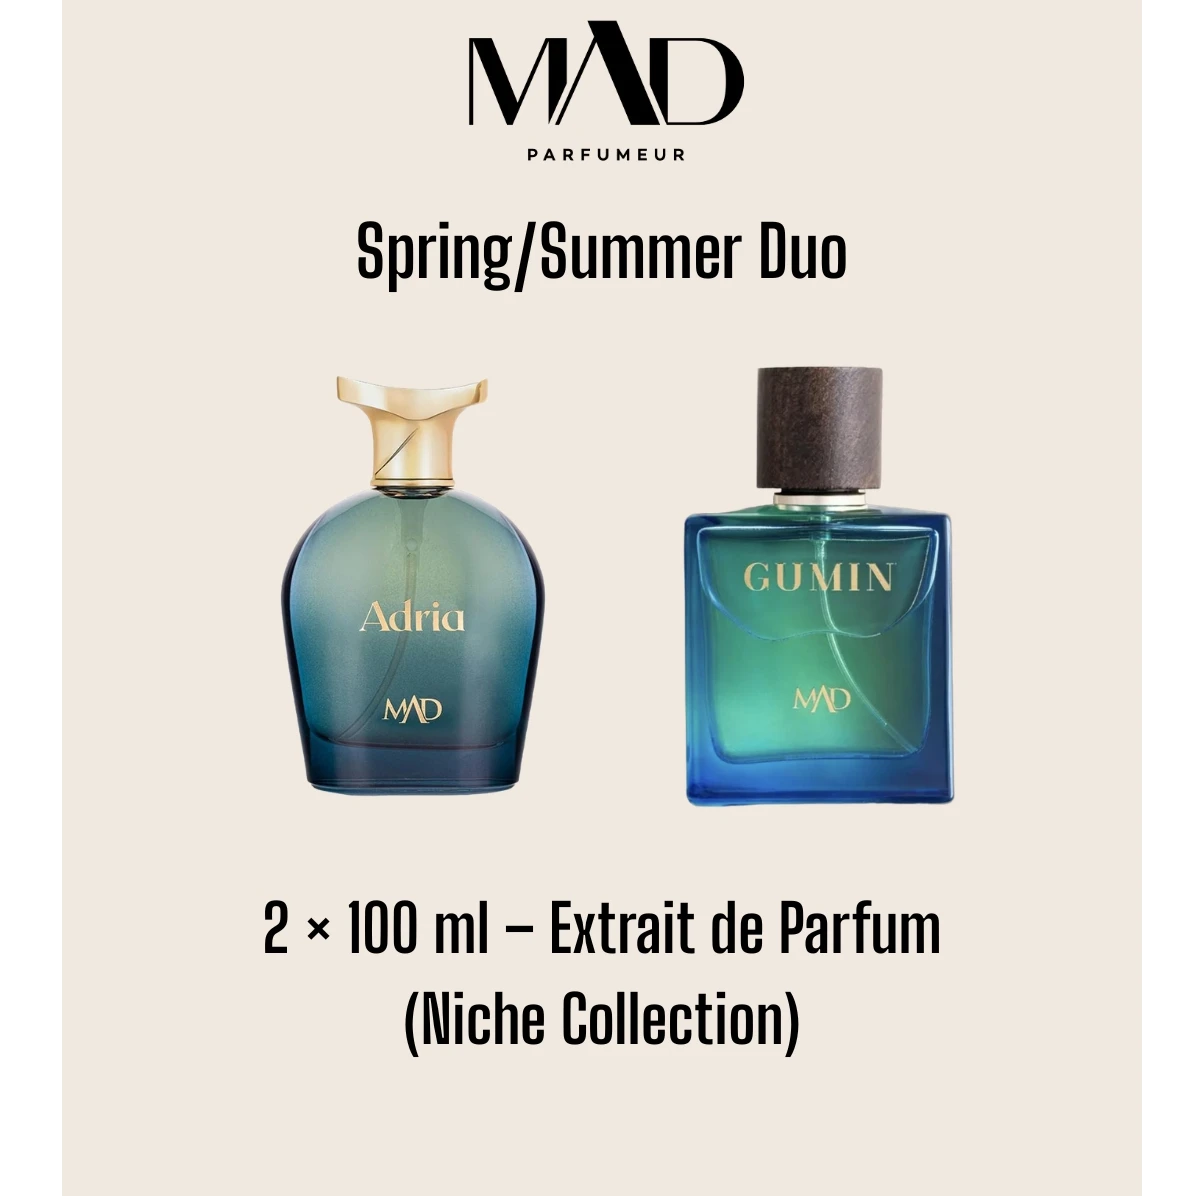 MAD
PARFUMEUR
Spring/Summer Duo
Adria
MAD
GUMIN
MAD
2 × 100 ml – Extrait de Parfum
(Niche Collection)